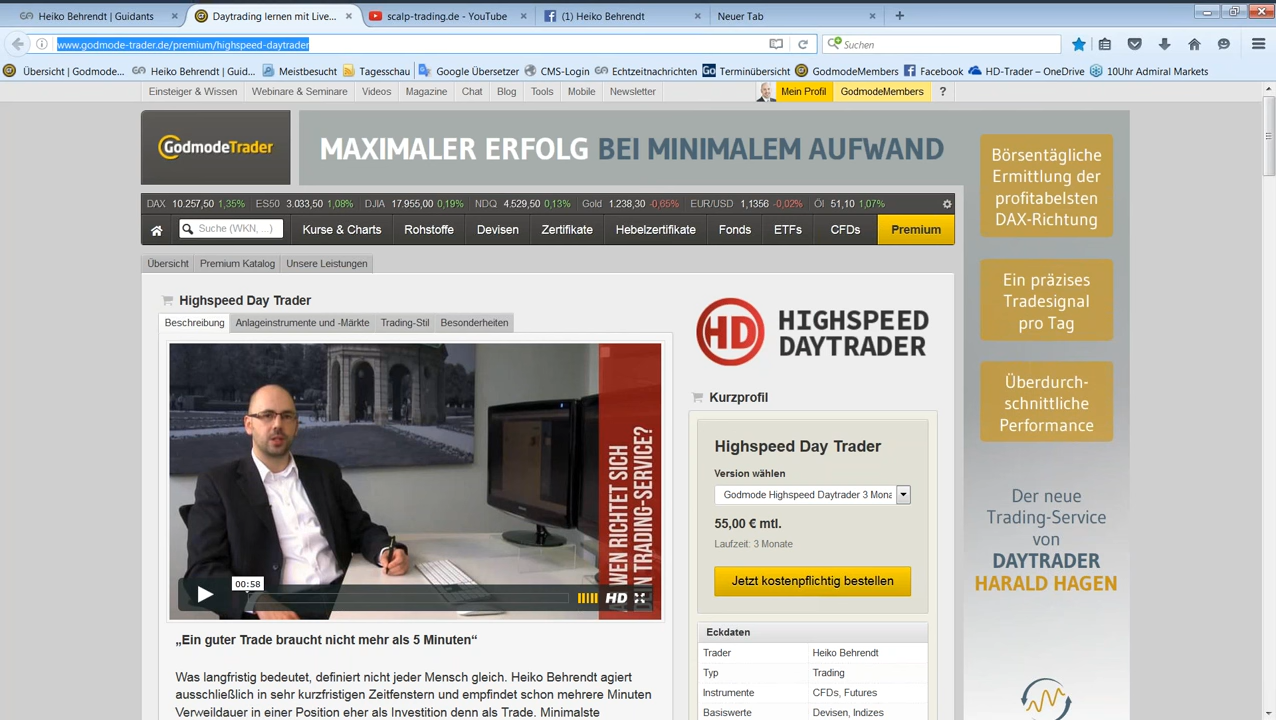 Heiko Behrendt | Guidants
Daytrading lernen mit Live...
scalp-trading.de - YouTube
(1) Heiko Behrendt
Neuer Tab
www.godmode-trader.de/premium/highspeed-daytrader
Suchen
Übersicht | Godmode...
Heiko Behrendt | Guid...
Meistbesucht
Tagesschau
Google Übersetzer
CMS-Login
Echtzeitnachrichten
Terminübersicht
GodmodeMembers
Facebook
HD-Trader – OneDrive
10Uhr Admiral Markets
Einsteiger & Wissen
Webinare & Seminare
Videos
Magazine
Chat
Blog
Tools
Mobile
Newsletter
Mein Profil
GodmodeMembers
?
GodmodeTrader
MAXIMALER ERFOLG BEI MINIMALEM AUFWAND
DAX 10.257,50 1,35% ES50 3.033,50 1,08% DJIA 17.955,00 0,19% NDQ 4.529,50 0,13% Gold 1.238,30 -0,65% EUR/USD 1,1356 -0,02% Öl 51,10 1,07%
Suche (WKN, ...)
Kurse & Charts
Rohstoffe
Devisen
Zertifikate
Hebelzertifikate
Fonds
ETFs
CFDs
Premium
Übersicht
Premium Katalog
Unsere Leistungen
Highspeed Day Trader
Beschreibung
Anlageinstrumente und -Märkte
Trading-Stil
Besonderheiten
WEN RICHTET SICH
TRADING-SERVICE?
00:58
HD
„Ein guter Trade braucht nicht mehr als 5 Minuten“
Was langfristig bedeutet, definiert nicht jeder Mensch gleich. Heiko Behrendt agiert
ausschließlich in sehr kurzfristigen Zeitfenstern und empfindet schon mehrere Minuten
Verweildauer in einer Position eher als Investition denn als Trade. Minimalste
HD
HIGHSPEED
DAYTRADER
Kurzprofil
Highspeed Day Trader
Version wählen
Godmode Highspeed Daytrader 3 Mona
55,00 € mtl.
Laufzeit: 3 Monate
Jetzt kostenpflichtig bestellen
Eckdaten
Trader Heiko Behrendt
Typ Trading
Instrumente CFDs, Futures
Basiswerte Devisen, Indizes
Börsentägliche
Ermittlung der
profitabelsten
DAX-Richtung
Ein präzises
Tradesignal
pro Tag
Überdurch-
schnittliche
Performance
Der neue
Trading-Service
von
DAYTRADER
HARALD HAGEN